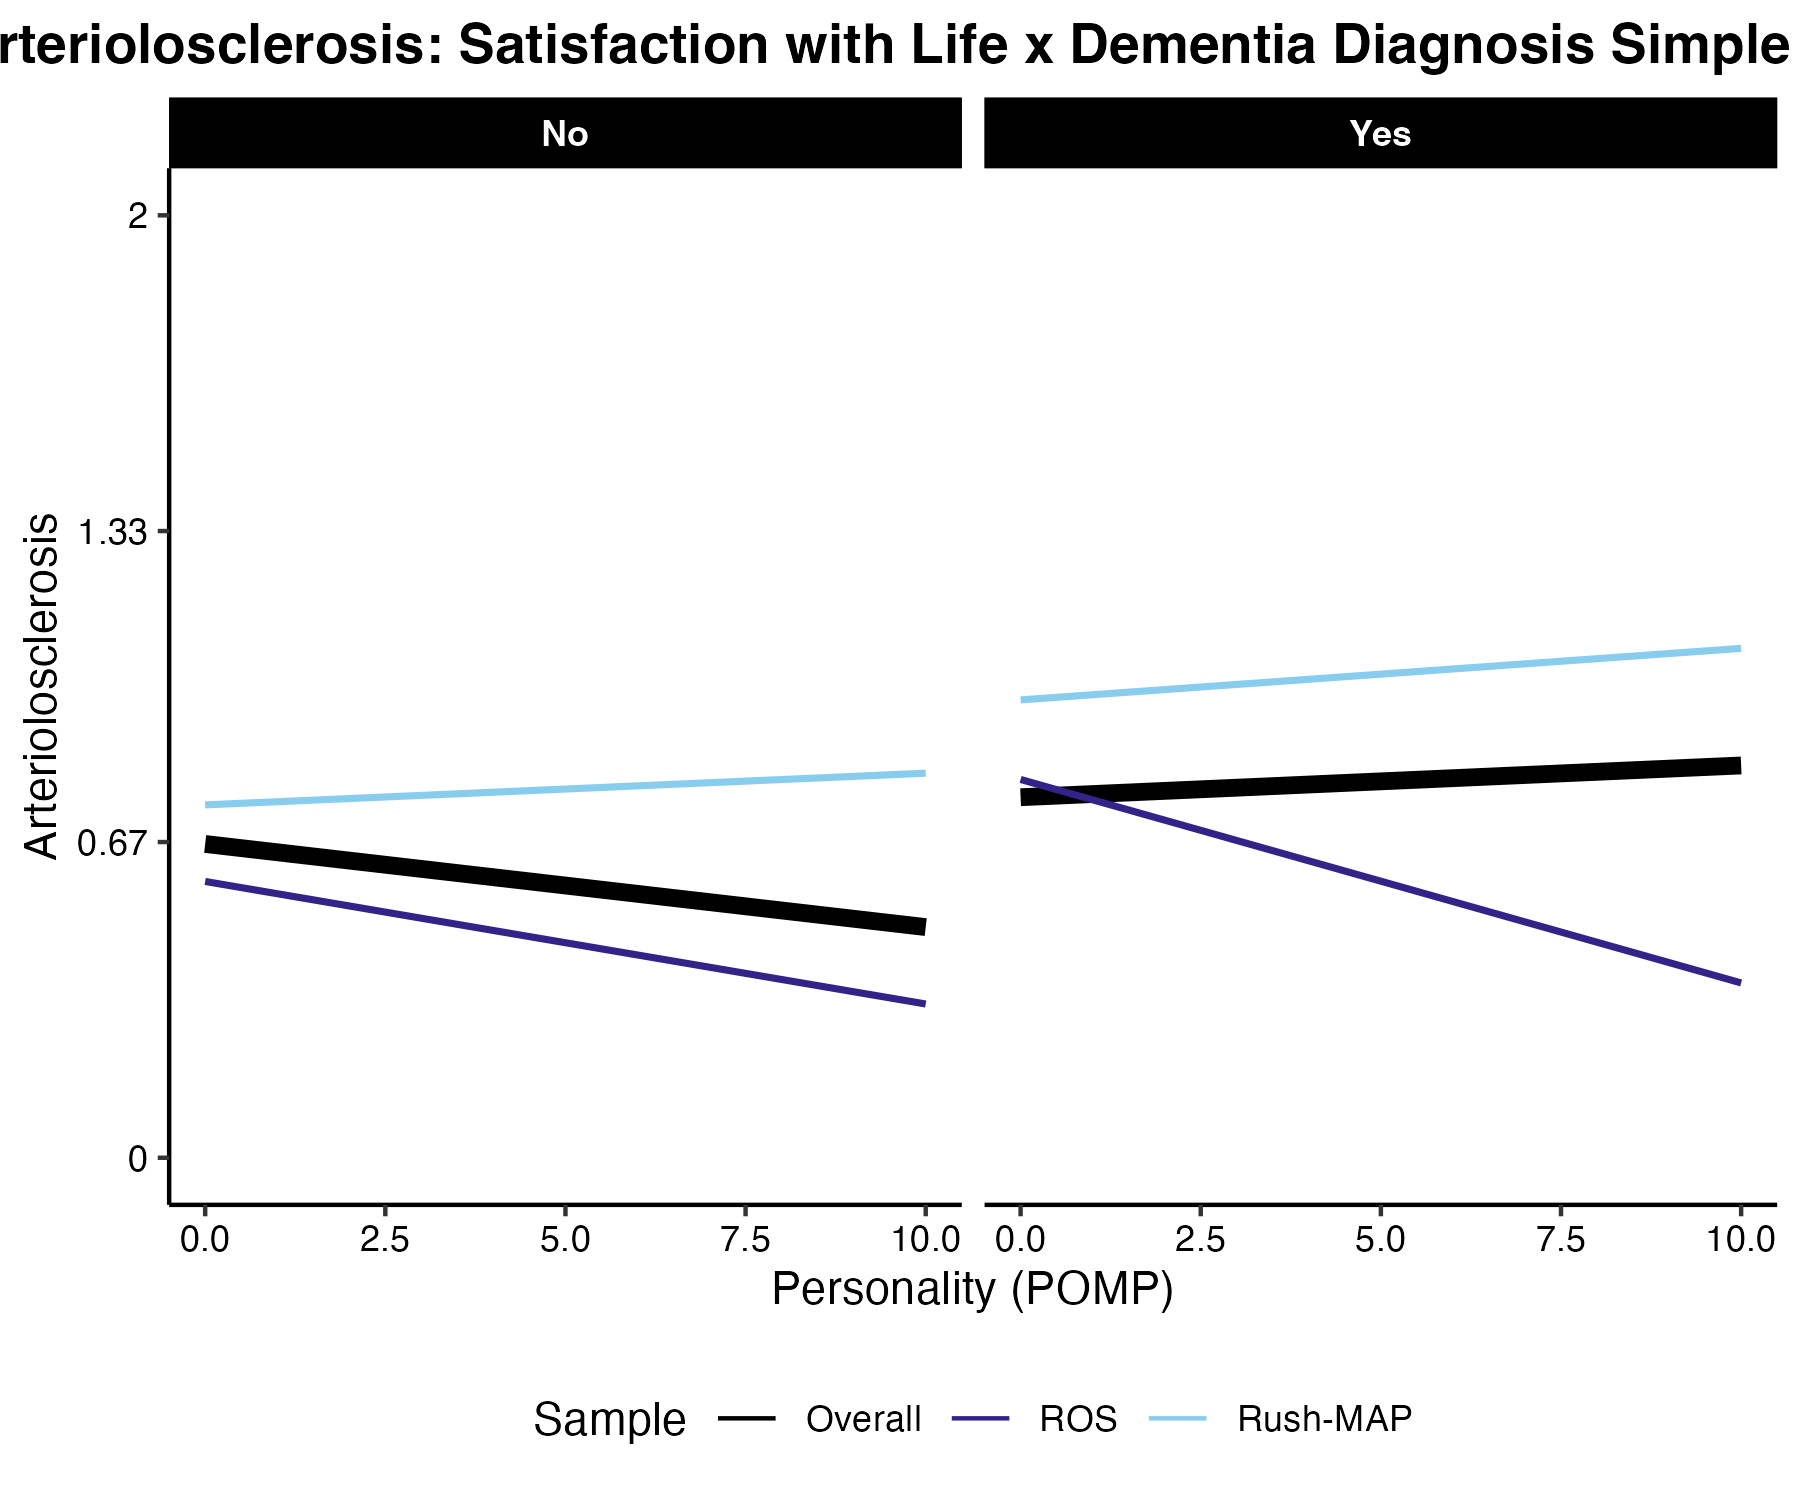 rteriolosclerosis: Satisfaction with Life x Dementia Diagnosis Simple
No
Yes
Arteriolosclerosis
2
1.33
0.67
0
0.0 2.5 5.0 7.5 10.0
0.0 2.5 5.0 7.5 10.0
Personality (POMP)
Sample Overall ROS Rush-MAP